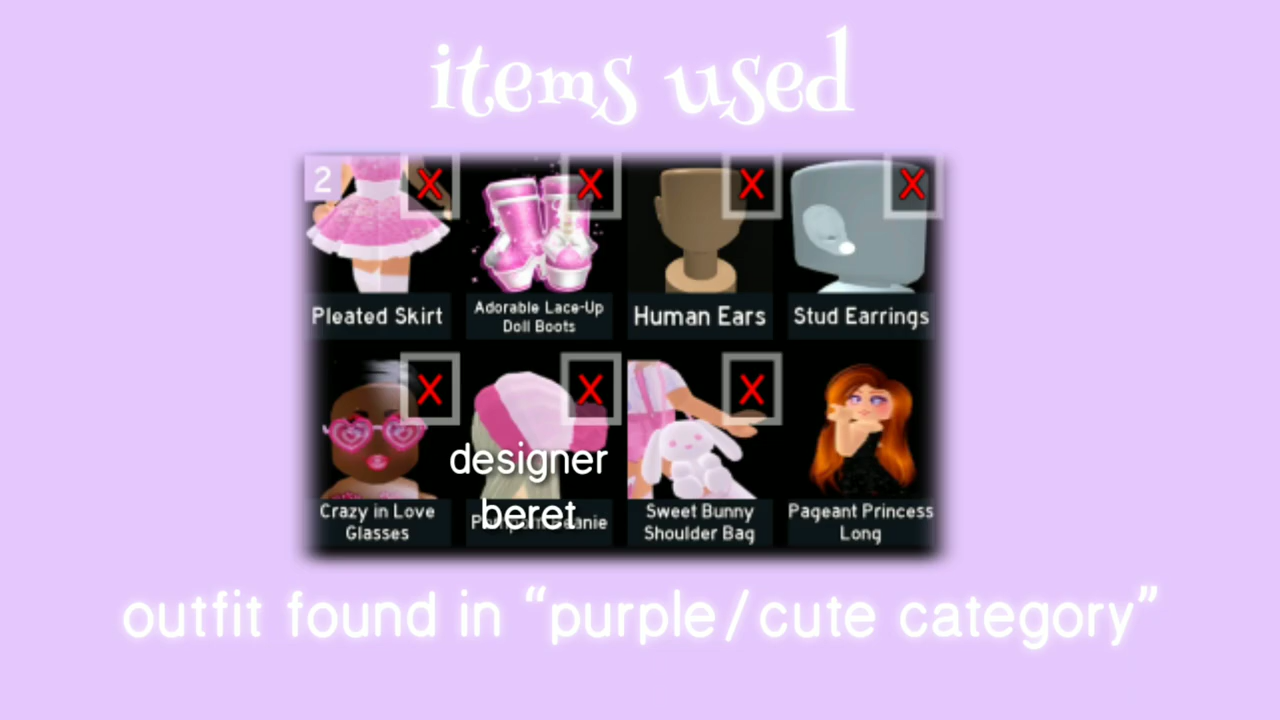 items used
2
X X X X
Pleated Skirt
Adorable Lace-Up
Doll Boots
Human Ears
Stud Earrings
X X X
designer
beret
Crazy in Love
Glasses
Sweet Bunny
Shoulder Bag
Pageant Princess
Long
outfit found in “purple/cute category”